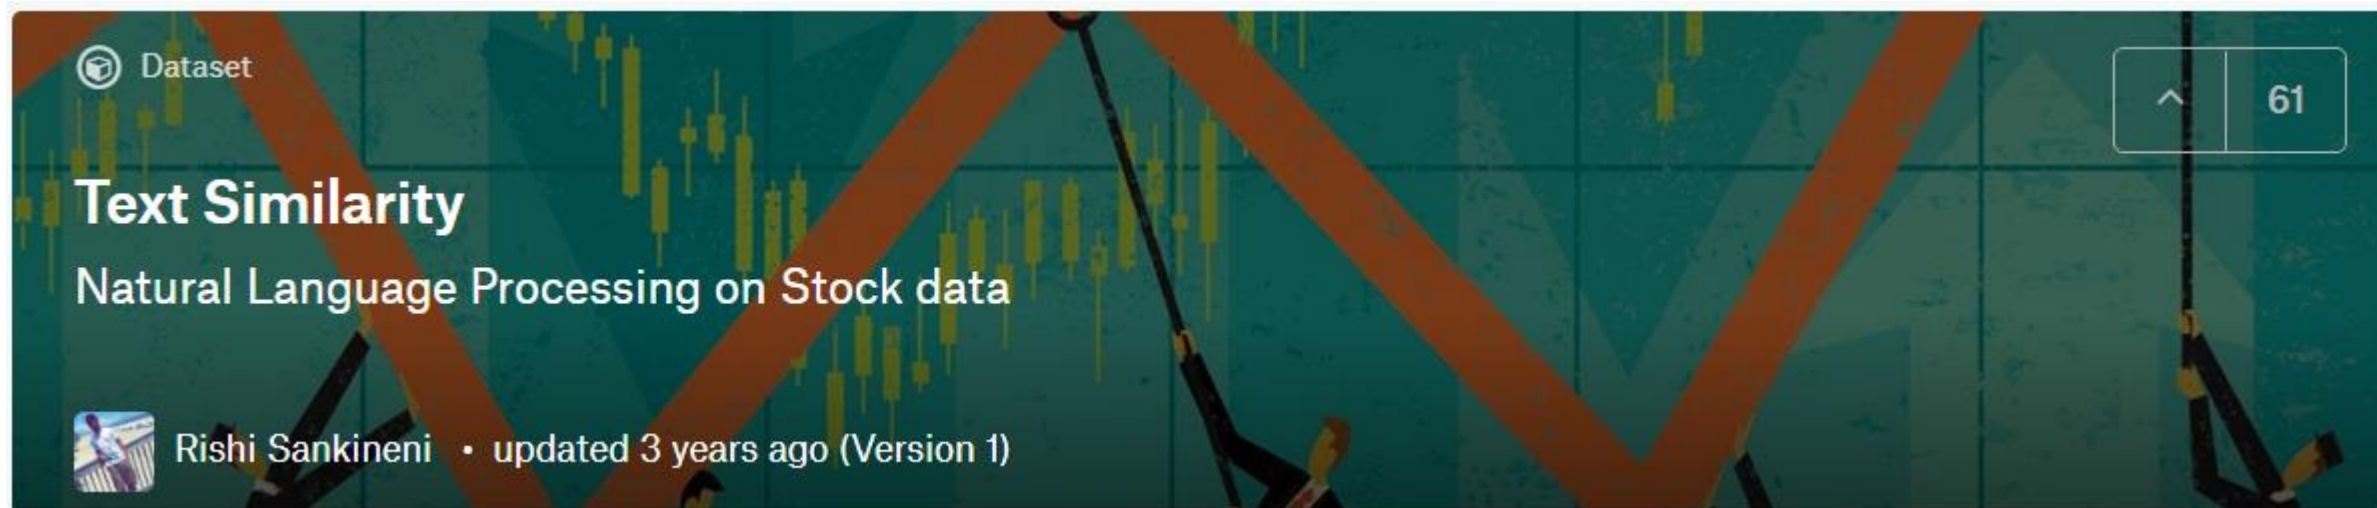 Dataset
61
Text Similarity
Natural Language Processing on Stock data
Rishi Sankineni • updated 3 years ago (Version 1)